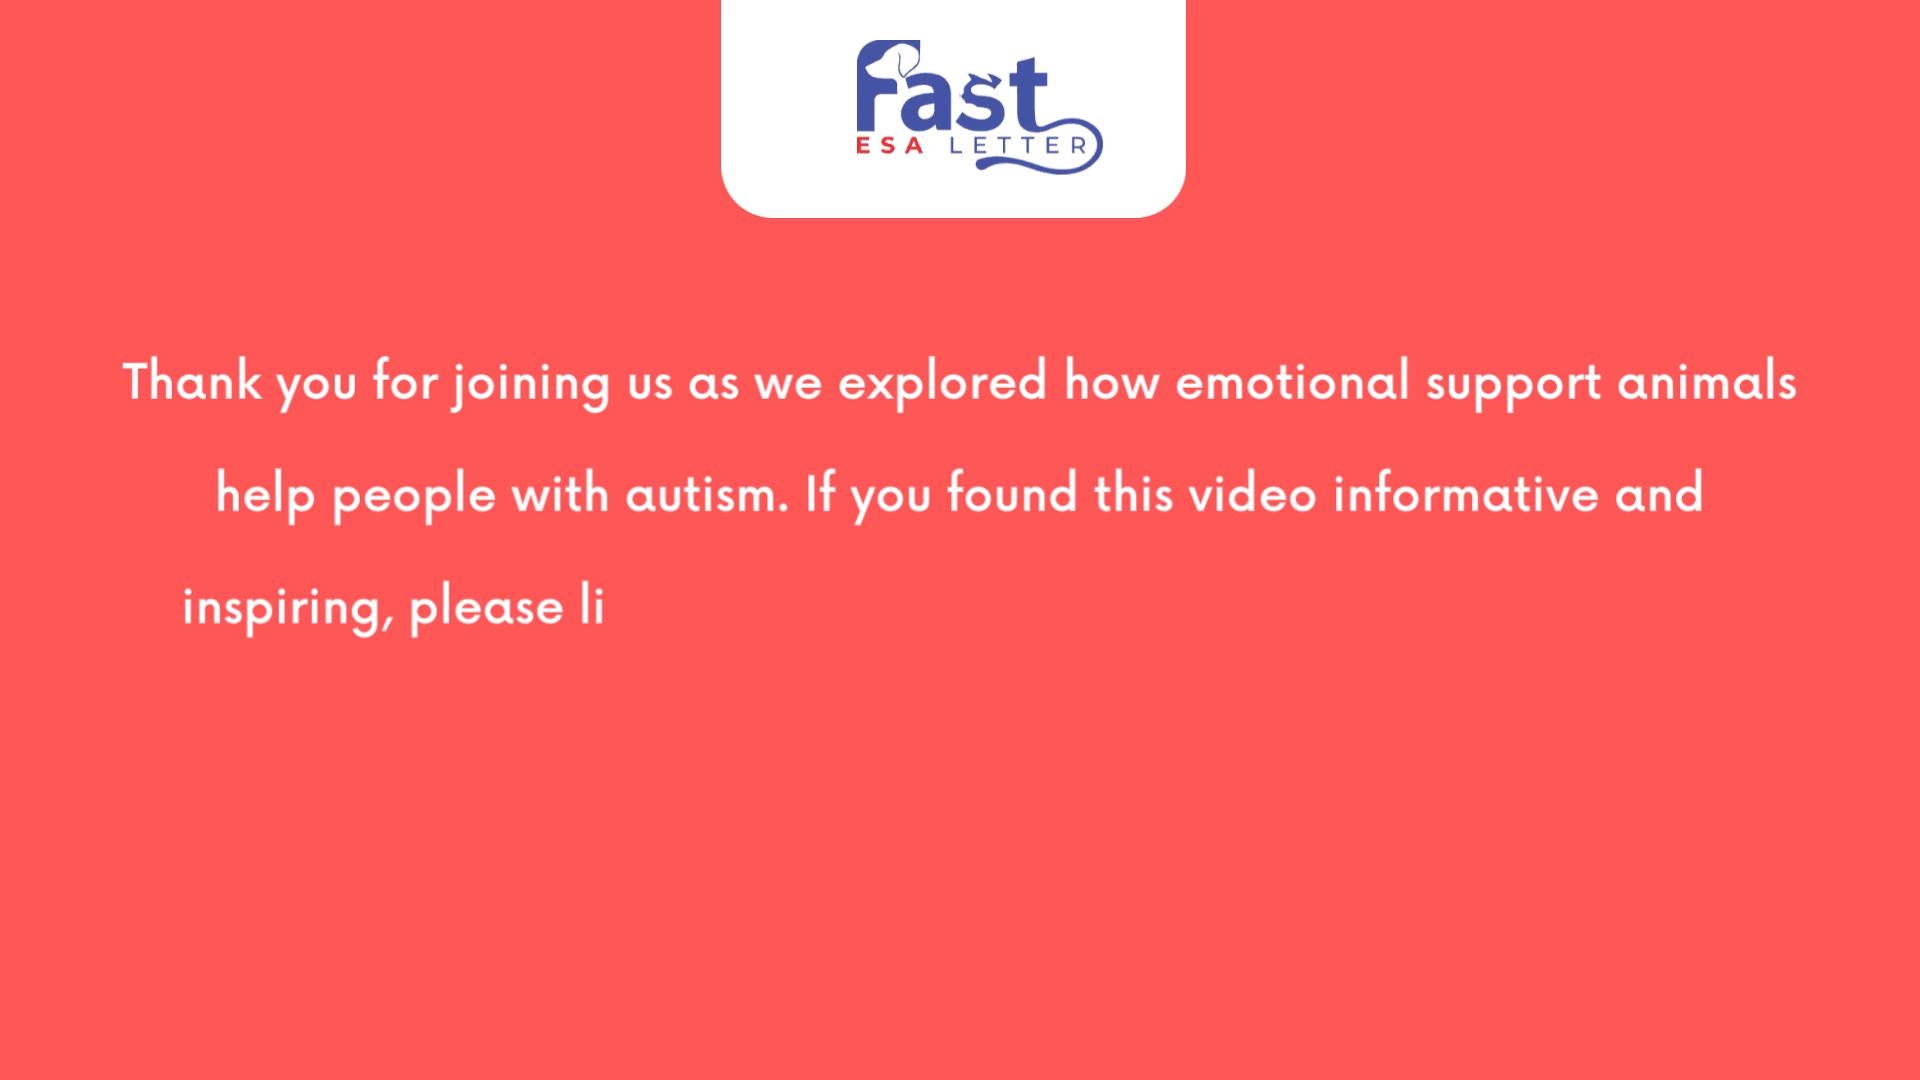 fast
ESA LETTER
Thank you for joining us as we explored how emotional support animals
help people with autism. If you found this video informative and
inspiring, please li